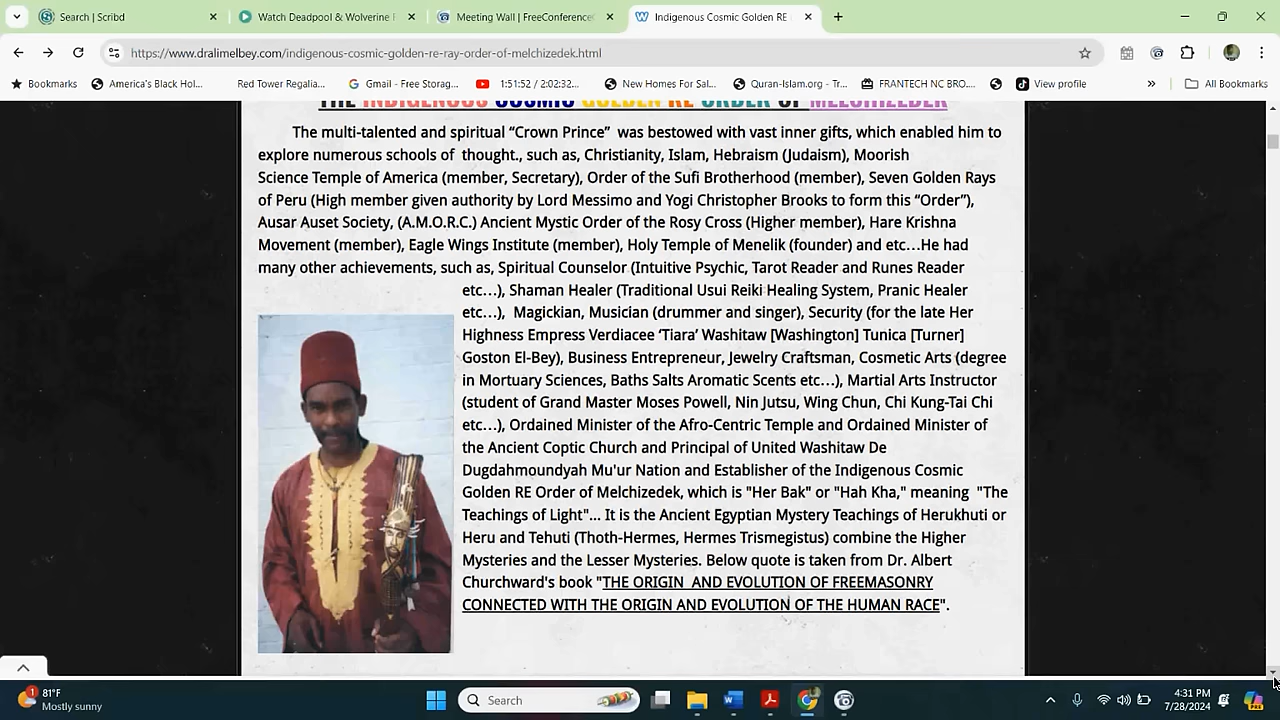 Search | Scribd
Watch Deadpool & Wolverine F
Meeting Wall | FreeConference
Indigenous Cosmic Golden RE
https://www.dralimelbey.com/indigenous-cosmic-golden-re-ray-order-of-melchizedek.html
Bookmarks
America's Black Hol...
Red Tower Regalia...
Gmail - Free Storag...
1:51:52 / 2:02:32...
New Homes For Sal...
Quran-Islam.org - Tr...
FRANTECH NC BRO....
View profile
»
All Bookmarks
THE INDIGENOUS COSMIC GOLDEN RE ORDER OF MELCHIZEDEK
The multi-talented and spiritual “Crown Prince”  was bestowed with vast inner gifts, which enabled him to
explore numerous schools of  thought., such as, Christianity, Islam, Hebraism (Judaism), Moorish
Science Temple of America (member, Secretary), Order of the Sufi Brotherhood (member), Seven Golden Rays
of Peru (High member given authority by Lord Messimo and Yogi Christopher Brooks to form this “Order”),
Ausar Auset Society, (A.M.O.R.C.) Ancient Mystic Order of the Rosy Cross (Higher member), Hare Krishna
Movement (member), Eagle Wings Institute (member), Holy Temple of Menelik (founder) and etc…He had
many other achievements, such as, Spiritual Counselor (Intuitive Psychic, Tarot Reader and Runes Reader
etc…), Shaman Healer (Traditional Usui Reiki Healing System, Pranic Healer
etc…),  Magickian, Musician (drummer and singer), Security (for the late Her
Highness Empress Verdiacee ‘Tiara’ Washitaw [Washington] Tunica [Turner]
Goston El-Bey), Business Entrepreneur, Jewelry Craftsman, Cosmetic Arts (degree
in Mortuary Sciences, Baths Salts Aromatic Scents etc…), Martial Arts Instructor
(student of Grand Master Moses Powell, Nin Jutsu, Wing Chun, Chi Kung-Tai Chi
etc…), Ordained Minister of the Afro-Centric Temple and Ordained Minister of
the Ancient Coptic Church and Principal of United Washitaw De
Dugdahmoundyah Mu'ur Nation and Establisher of the Indigenous Cosmic
Golden RE Order of Melchizedek, which is "Her Bak" or "Hah Kha," meaning  "The
Teachings of Light"... It is the Ancient Egyptian Mystery Teachings of Herukhuti or
Heru and Tehuti (Thoth-Hermes, Hermes Trismegistus) combine the Higher
Mysteries and the Lesser Mysteries. Below quote is taken from Dr. Albert
Churchward's book "THE ORIGIN  AND EVOLUTION OF FREEMASONRY
CONNECTED WITH THE ORIGIN AND EVOLUTION OF THE HUMAN RACE".
1
81°F
Mostly sunny
Search
4:31 PM
7/28/2024